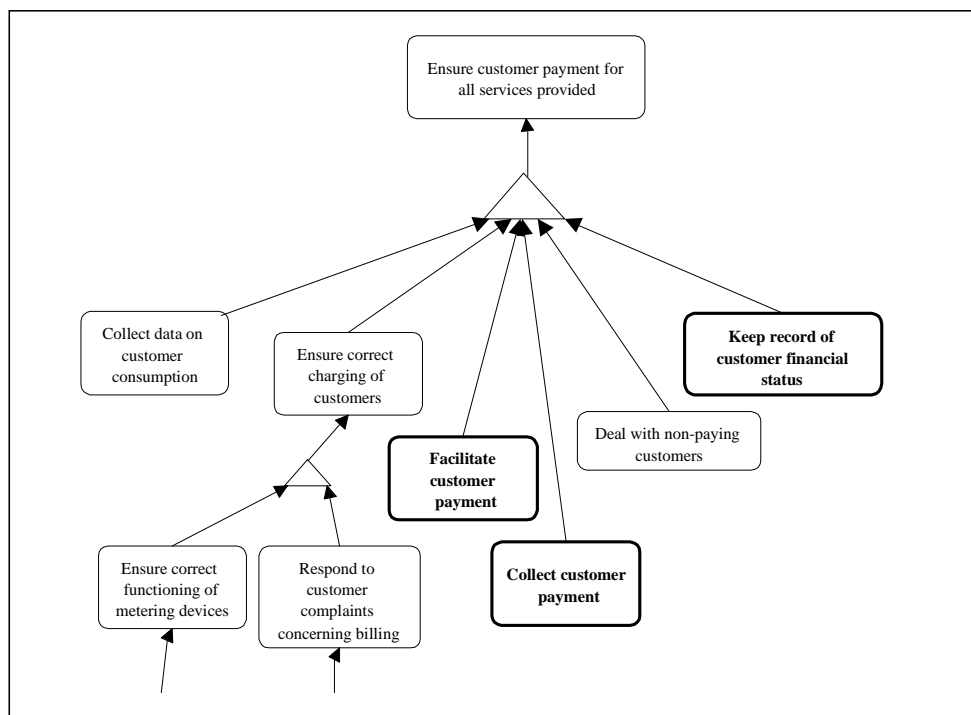 Ensure customer payment for
all services provided
Collect data on
customer
consumption
Ensure correct
charging of
customers
Keep record of
customer financial
status
Deal with non-paying
customers
Facilitate
customer
payment
Collect customer
payment
Ensure correct
functioning of
metering devices
Respond to
customer
complaints
concerning billing